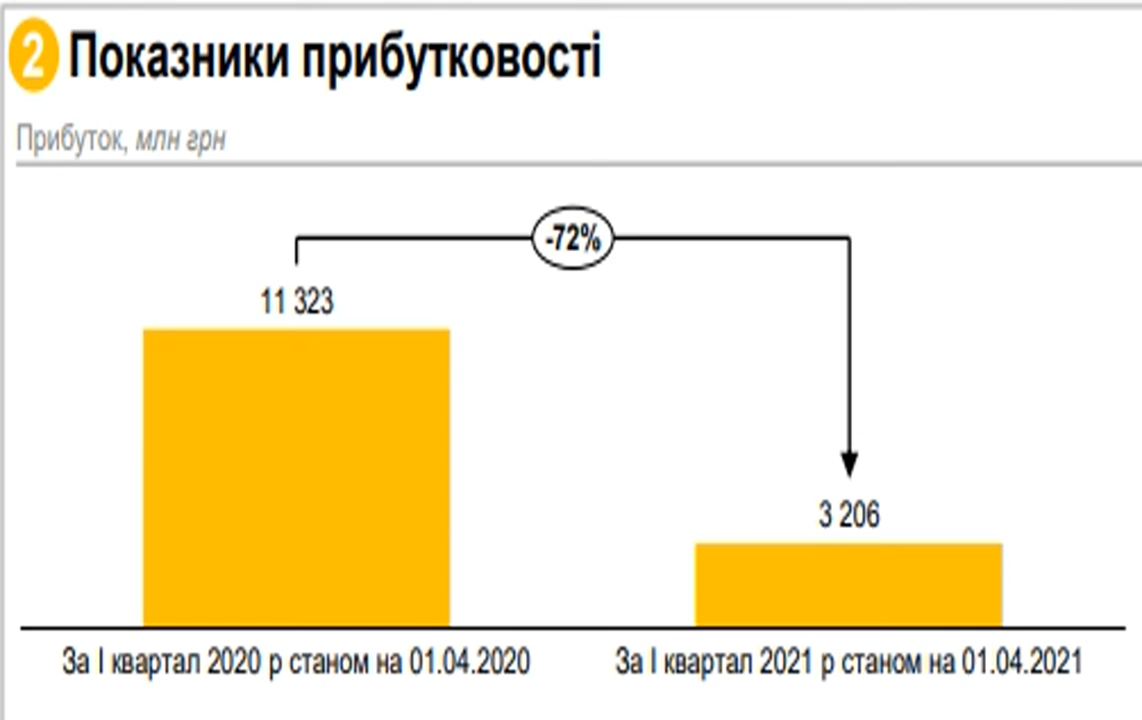 2 Показники прибутковості
Прибуток, млн грн
-72%
11 323
3 206
За І квартал 2020 р станом на 01.04.2020
За І квартал 2021 р станом на 01.04.2021